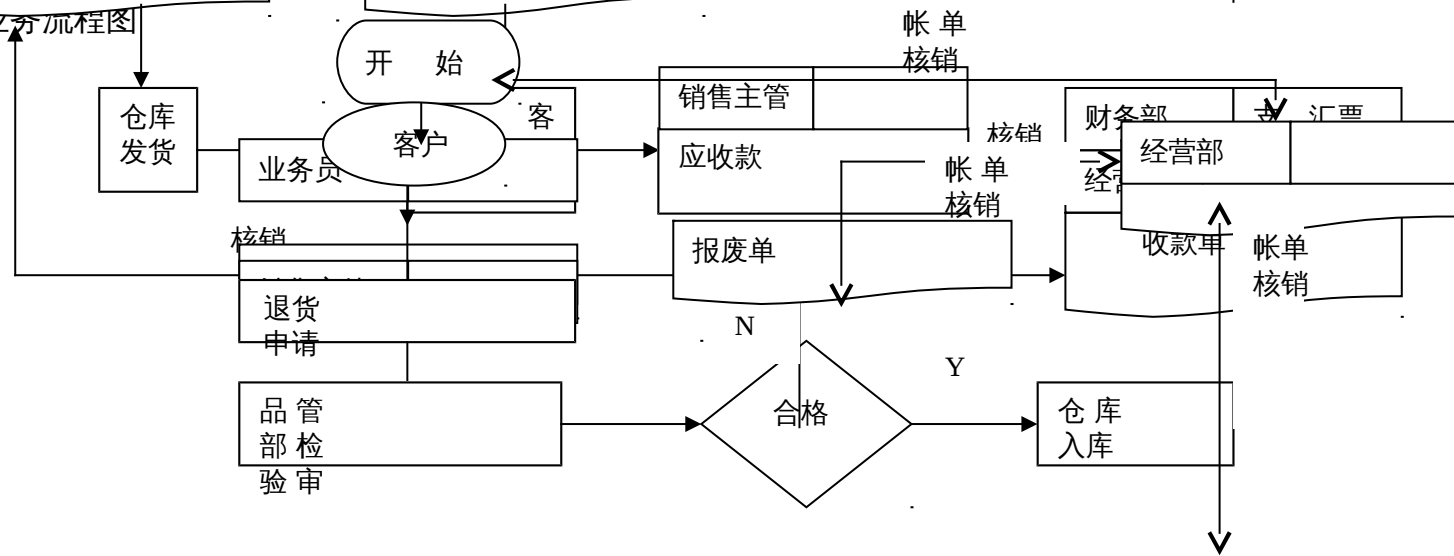 务流程图
帐 单
核销
开 始
销售主管
仓库
发货
客
财务部
汇票
客户
核销
经营部
应收款
业务员
帐 单
核销
经
核销
报废单
收款单
帐单
核销
退货
申请
N
Y
品 管
部 检
验 审
合格
仓 库
入库